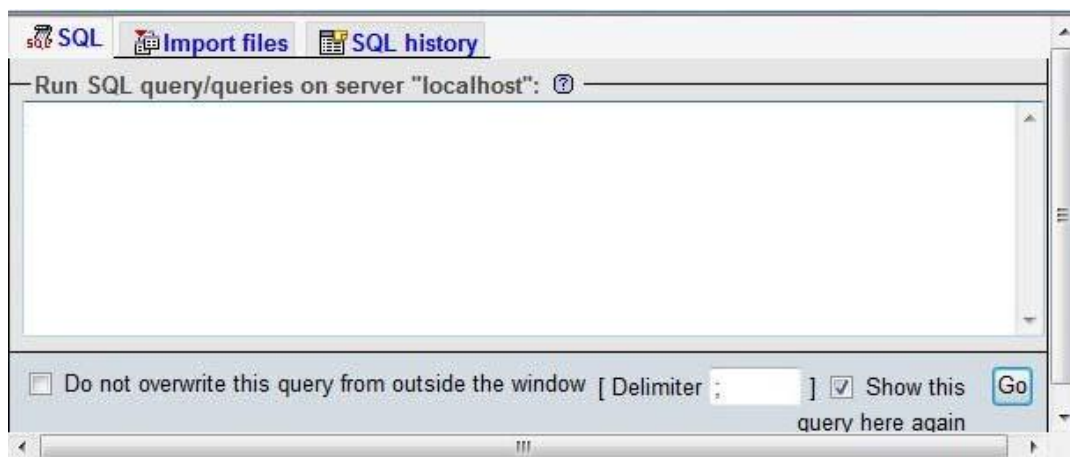 SQL Import files SQL history
Run SQL query/queries on server "localhost":
Do not overwrite this query from outside the window [ Delimiter ; ] Show this Go
query here again